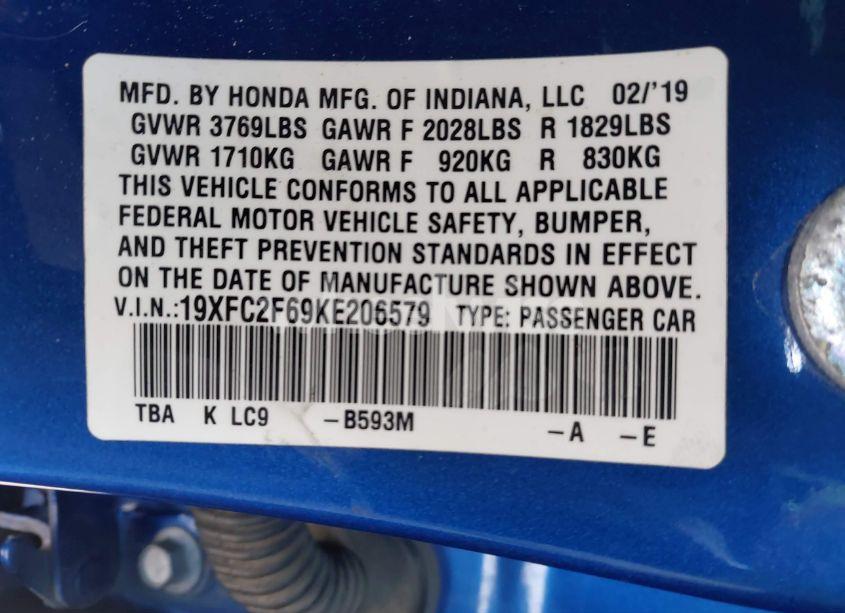 MFD. BY HONDA MFG. OF INDIANA, LLC 02/'19
GVWR 3769LBS GAWR F 2028LBS R 1829LBS
GVWR 1710KG GAWR F 920KG R 830KG
THIS VEHICLE CONFORMS TO ALL APPLICABLE
FEDERAL MOTOR VEHICLE SAFETY, BUMPER,
AND THEFT PREVENTION STANDARDS IN EFFECT
ON THE DATE OF MANUFACTURE SHOWN ABOVE.
V.I.N.:19XFC2F69KE206579 TYPE: PASSENGER CAR
TBA K LC9 -B593M -A -E